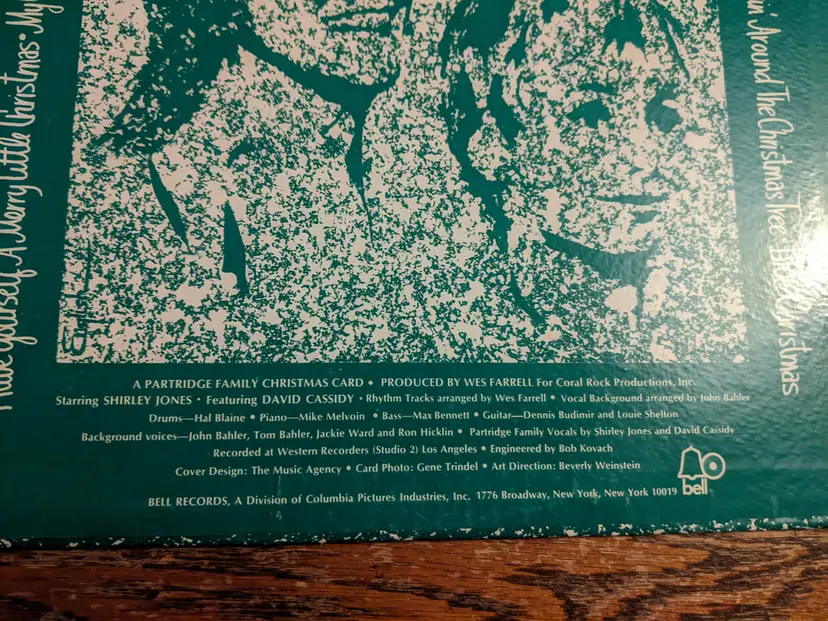 Have Yourself A Merry Little Christmas • My
Around The Christmas Tree
Christmas
A PARTRIDGE FAMILY CHRISTMAS CARD • PRODUCED BY WES FARRELL For Coral Rock Productions, Inc.
Starring SHIRLEY JONES • Featuring DAVID CASSIDY • Rhythm Tracks arranged by Wes Farrell • Vocal Background arranged by John Bahler
Drums—Hal Blaine • Piano—Mike Melvoin • Bass—Max Bennett • Guitar—Dennis Budimir and Louie Shelton
Background voices—John Bahler, Tom Bahler, Jackie Ward and Ron Hicklin • Partridge Family Vocals by Shirley Jones and David Cassidy
Recorded at Western Recorders (Studio 2) Los Angeles • Engineered by Bob Kovach
Cover Design: The Music Agency • Card Photo: Gene Trindel • Art Direction: Beverly Weinstein
BELL RECORDS, A Division of Columbia Pictures Industries, Inc. 1776 Broadway, New York, New York 10019
bell